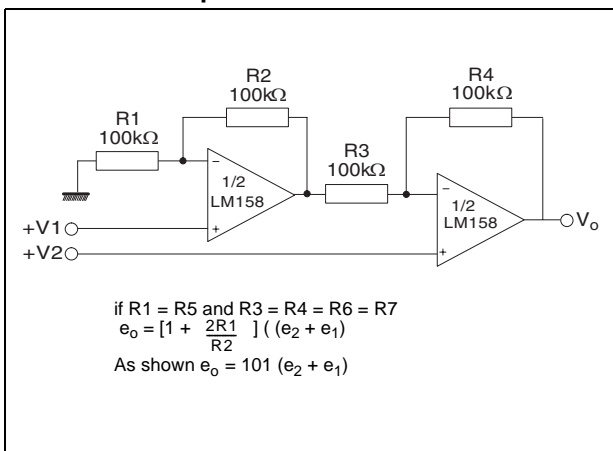 R2
100kΩ
R4
100kΩ
R1
100kΩ
R3
100kΩ
1/2
LM158
1/2
LM158
+V1
+V2
Vo
if R1 = R5 and R3 = R4 = R6 = R7
eo = [1 + 2R1/R2 ] ( (e2 + e1)
As shown eo = 101 (e2 + e1)